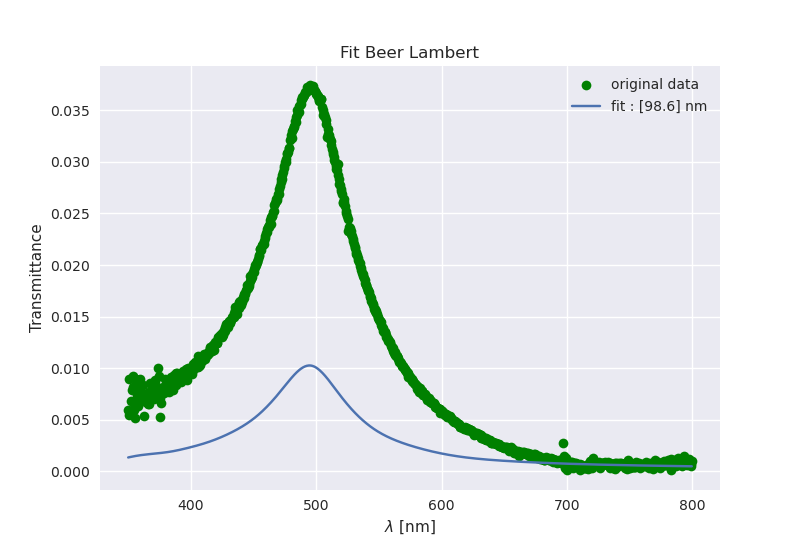 Fit Beer Lambert
original data
fit : [98.6] nm
Transmittance
0.035
0.030
0.025
0.020
0.015
0.010
0.005
0.000
400 500 600 700 800
λ [nm]